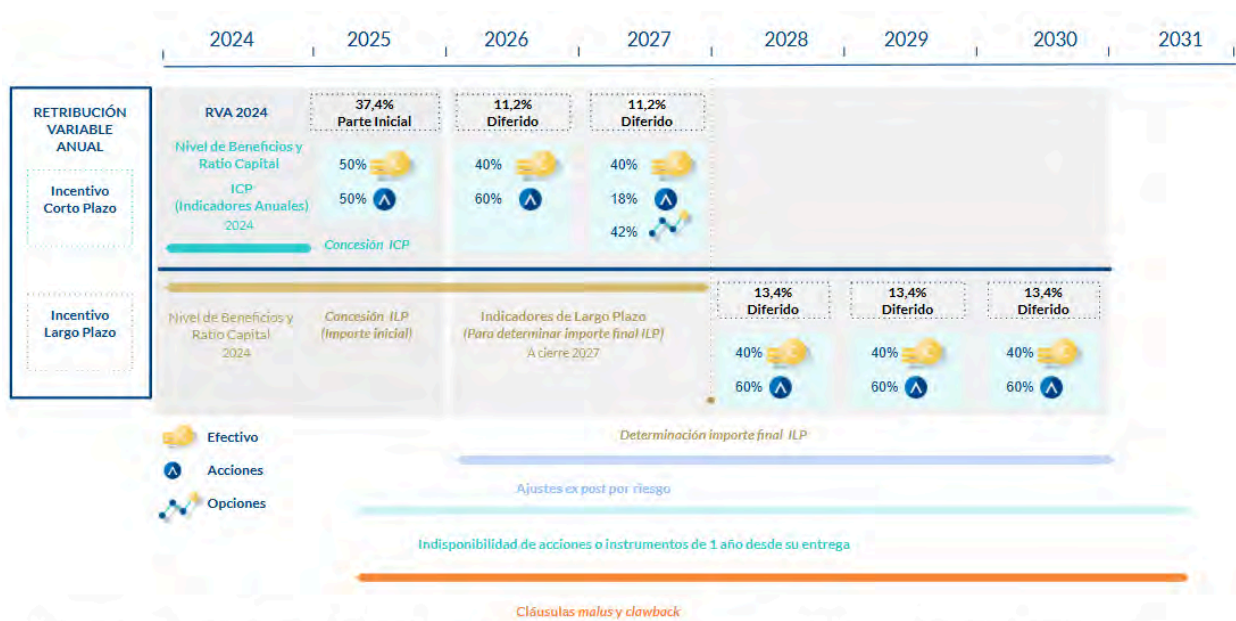 2024 2025 2026 2027 2028 2029 2030 2031
RETRIBUCIÓN
VARIABLE
ANUAL
Incentivo
Corto Plazo
Incentivo
Largo Plazo
RVA 2024
Nivel de Beneficios y
Ratio Capital
ICP
(Indicadores Anuales)
2024
37,4%
Parte Inicial
50%
50%
Concesión ICP
11,2%
Diferido
40%
60%
11,2%
Diferido
40%
18%
42%
Nivel de Beneficios y
Ratio Capital
2024
Concesión ILP
(Importe inicial)
Indicadores de Largo Plazo
(Para determinar importe final ILP)
A cierre 2027
13,4%
Diferido
40%
60%
13,4%
Diferido
40%
60%
13,4%
Diferido
40%
60%
Efectivo
Acciones
Opciones
Determinación importe final ILP
Ajustes ex post por riesgo
Indisponibilidad de acciones o instrumentos de 1 año desde su entrega
Cláusulas malus y clawback